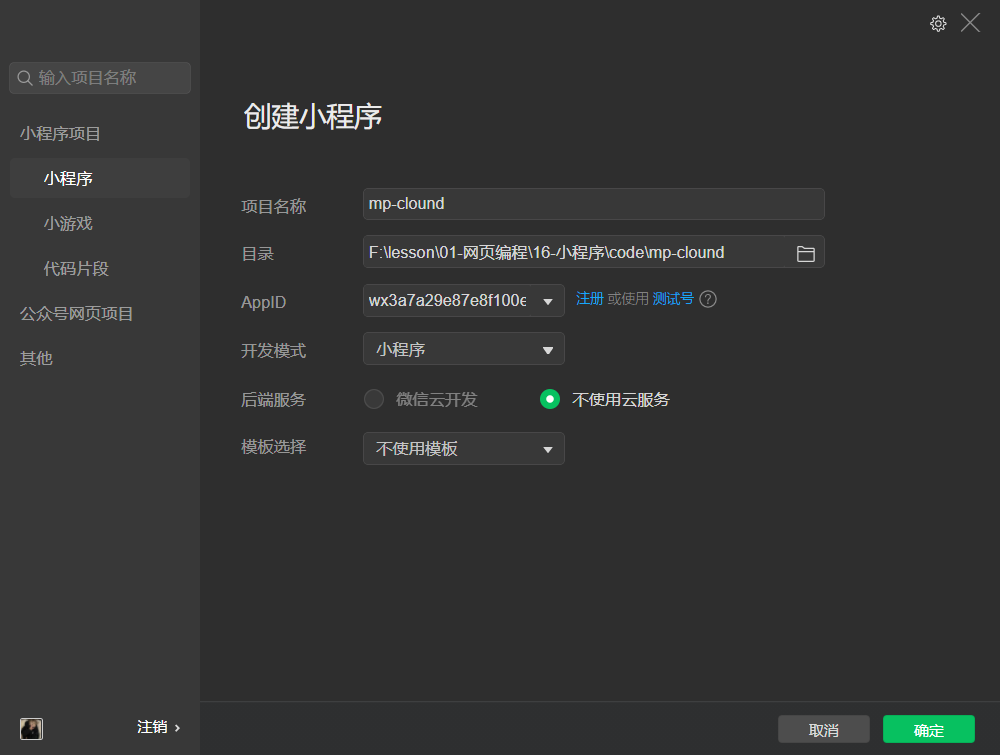 输入项目名称
小程序项目
小程序
小游戏
代码片段
公众号网页项目
其他
注销
创建小程序
项目名称
mp-clound
目录
F:\lesson\01-网页编程\16-小程序\code\mp-clound
AppID
wx3a7a29e87e8f100e
注册 或使用 测试号 ?
开发模式
小程序
后端服务
微信云开发
不使用云服务
模板选择
不使用模板
取消
确定